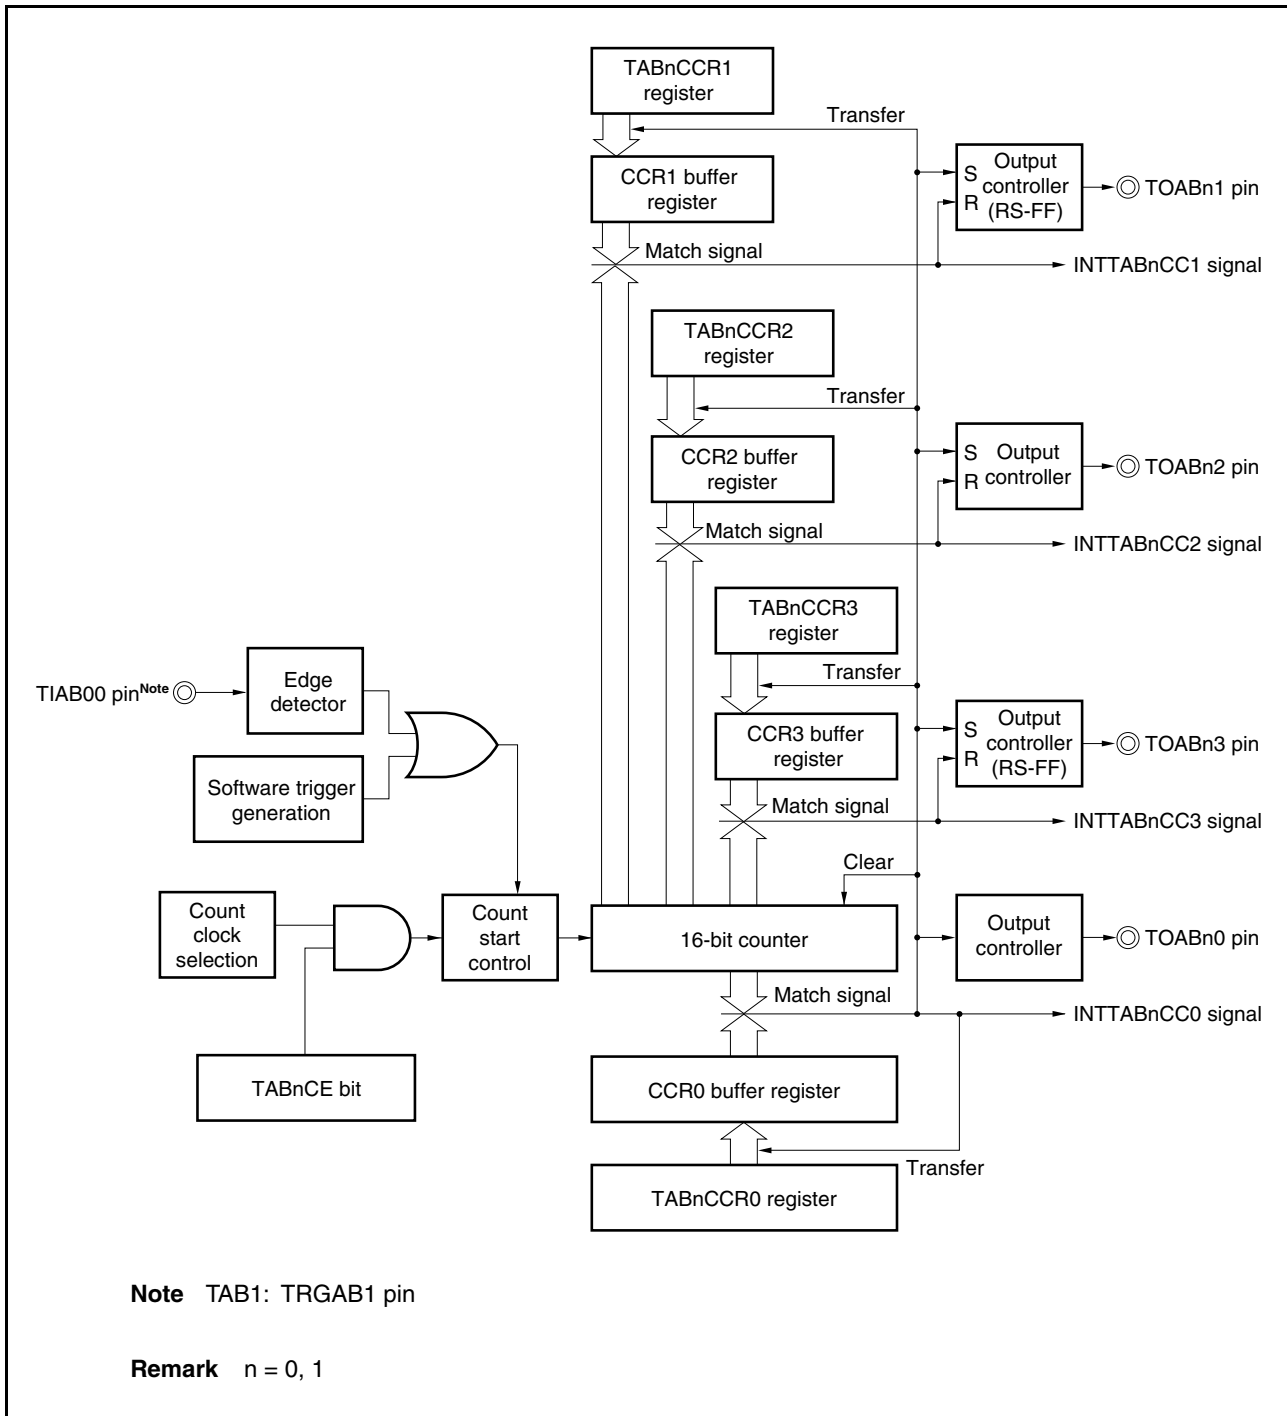 TABnCCR1
register
Transfer
CCR1 buffer
register
S
R
Output
controller
(RS-FF)
TOABn1 pin
Match signal
INTTABnCC1 signal
TABnCCR2
register
Transfer
CCR2 buffer
register
S
R
Output
controller
TOABn2 pin
Match signal
INTTABnCC2 signal
TABnCCR3
register
Transfer
TIAB00 pinNote
Edge
detector
CCR3 buffer
register
S
R
Output
controller
(RS-FF)
TOABn3 pin
Software trigger
generation
Match signal
INTTABnCC3 signal
Clear
Count
clock
selection
Count
start
control
16-bit counter
Output
controller
TOABn0 pin
Match signal
INTTABnCC0 signal
TABnCE bit
CCR0 buffer register
Transfer
TABnCCR0 register
Note TAB1: TRGAB1 pin
Remark n = 0, 1